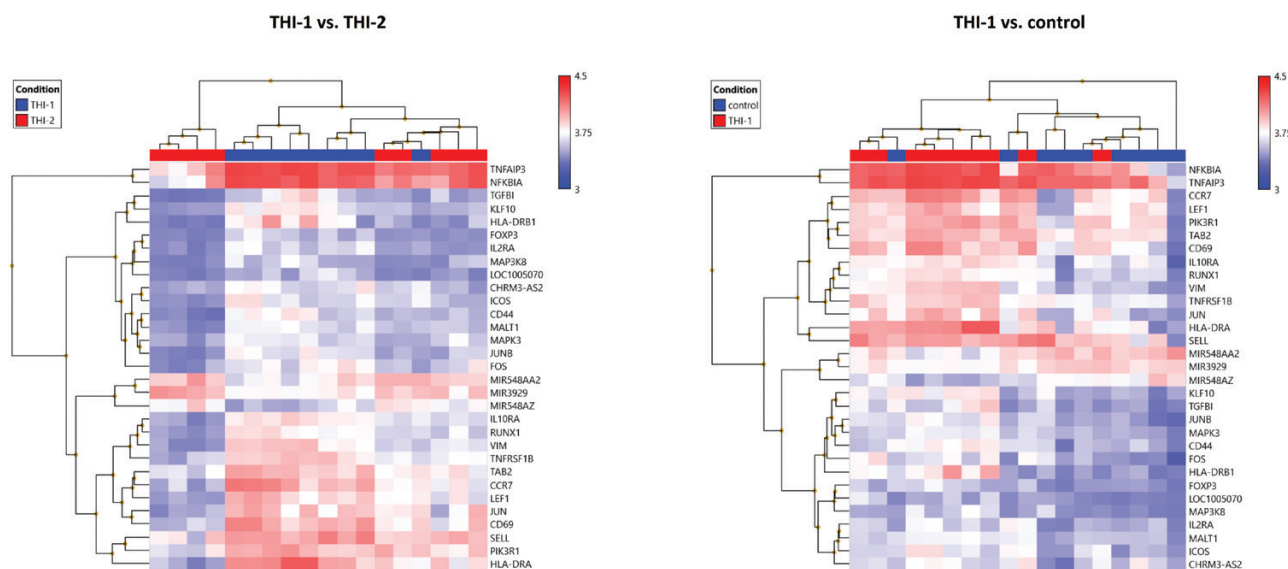 THI-1 vs. THI-2
Condition
THI-1
THI-2
4.5
3.75
3
TNFAIP3
NFKBIA
TGFBI
KLF10
HLA-DRB1
FOXP3
IL2RA
MAP3K8
LOC1005070
CHRM3-AS2
ICOS
CD44
MALT1
MAPK3
JUNB
FOS
MIR548AA2
MIR3929
MIR548AZ
IL10RA
RUNX1
VIM
TNFRSF1B
TAB2
CCR7
LEF1
JUN
CD69
SELL
PIK3R1
HLA-DRA
THI-1 vs. control
Condition
control
THI-1
4.5
3.75
3
NFKBIA
TNFAIP3
CCR7
LEF1
PIK3R1
TAB2
CD69
IL10RA
RUNX1
VIM
TNFRSF1B
JUN
HLA-DRA
SELL
MIR548AA2
MIR3929
MIR548AZ
KLF10
TGFBI
JUNB
MAPK3
CD44
FOS
HLA-DRB1
FOXP3
LOC1005070
MAP3K8
IL2RA
MALT1
ICOS
CHRM3-AS2